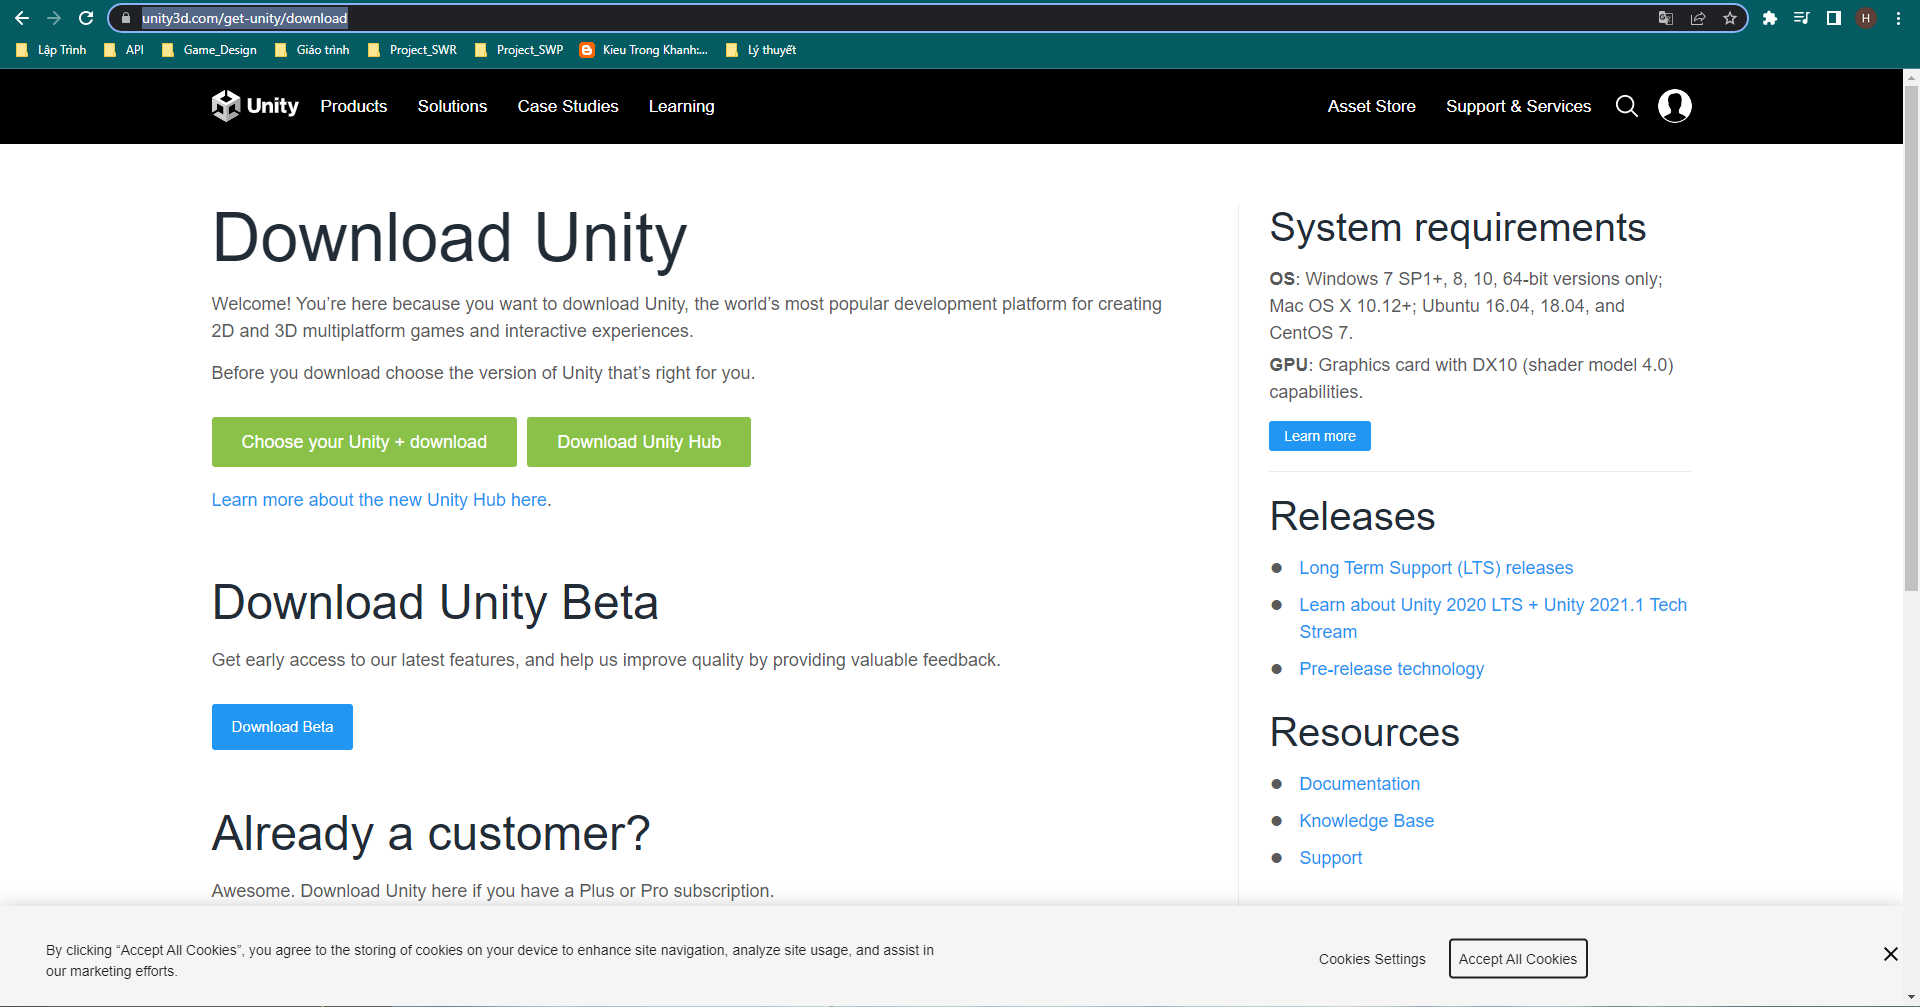 unity3d.com/get-unity/download
H
Lập Trình
API
Game_Design
Giáo trình
Project_SWR
Project_SWP
Kieu Trong Khanh:...
Lý thuyết
Unity
Products
Solutions
Case Studies
Learning
Asset Store
Support & Services
Download Unity
Welcome! You’re here because you want to download Unity, the world’s most popular development platform for creating
2D and 3D multiplatform games and interactive experiences.
Before you download choose the version of Unity that’s right for you.
Choose your Unity + download
Download Unity Hub
Learn more about the new Unity Hub here.
Download Unity Beta
Get early access to our latest features, and help us improve quality by providing valuable feedback.
Download Beta
Already a customer?
Awesome. Download Unity here if you have a Plus or Pro subscription.
System requirements
OS: Windows 7 SP1+, 8, 10, 64-bit versions only;
Mac OS X 10.12+; Ubuntu 16.04, 18.04, and
CentOS 7.
GPU: Graphics card with DX10 (shader model 4.0)
capabilities.
Learn more
Releases
Long Term Support (LTS) releases
Learn about Unity 2020 LTS + Unity 2021.1 Tech
Stream
Pre-release technology
Resources
Documentation
Knowledge Base
Support
By clicking “Accept All Cookies”, you agree to the storing of cookies on your device to enhance site navigation, analyze site usage, and assist in
our marketing efforts.
Cookies Settings
Accept All Cookies